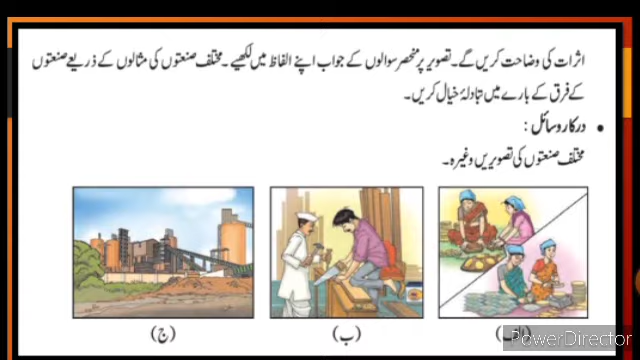 اثرات کی وضاحت کریں گے۔ تصویر پر منحصر سوالوں کے جواب اپنے الفاظ میں لکھیے۔ مختلف صنعتوں کی مثالوں کے ذریعے صنعتوں
کے فرق کے بارے میں تبادلۂ خیال کریں۔
• درکار وسائل :
مختلف صنعتوں کی تصویریں وغیرہ۔
(الف)
(ب)
(ج)
PowerDirector